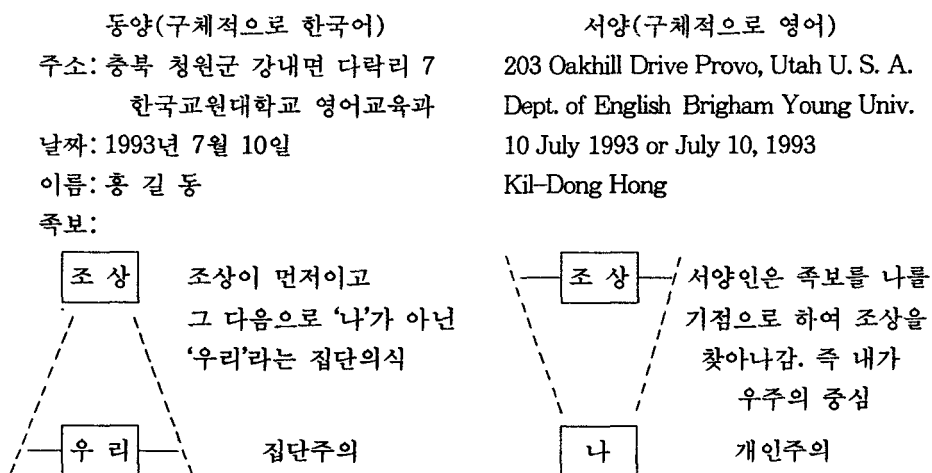 동양(구체적으로 한국어) 서양(구체적으로 영어)
주소: 충북 청원군 강내면 다락리 7 203 Oakhill Drive Provo, Utah U. S. A.
한국교원대학교 영어교육과 Dept. of English Brigham Young Univ.
날짜: 1993년 7월 10일 10 July 1993 or July 10, 1993
이름: 홍 길 동 Kil-Dong Hong
족보:
조 상 조상이 먼저이고 조 상 서양인은 족보를 나를
그 다음으로 '나'가 아닌 기점으로 하여 조상을
'우리'라는 집단의식 찾아나감. 즉 내가
우주의 중심
우 리 집단주의 나 개인주의